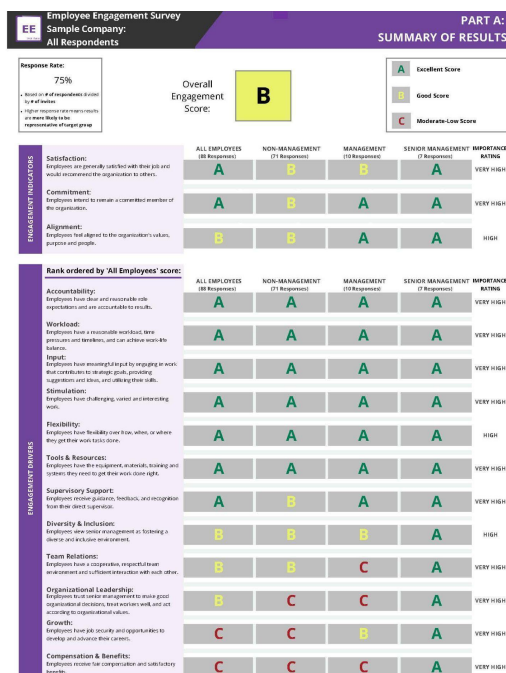 EE
Employee Engagement Survey
Sample Company:
All Respondents
PART A:
SUMMARY OF RESULTS
Response Rate:
75%
• Based on # of respondents divided
by # of invites
• Higher response rate means results
are more likely to be
representative of target group
Overall
Engagement
Score:
B
A Excellent Score
B Good Score
C Moderate-Low Score
ENGAGEMENT INDICATORS
ALL EMPLOYEES NON-MANAGEMENT MANAGEMENT SENIOR MANAGEMENT IMPORTANCE
(88 Responses) (71 Responses) (10 Responses) (7 Responses) RATING
Satisfaction:
Employees are generally satisfied with their job and
would recommend the organisation to others.
A B B A VERY HIGH
Commitment:
Employees intend to remain a committed member of
the organisation.
A B A A VERY HIGH
Alignment:
Employees feel aligned to the organisation's values,
purpose and people.
B B A A HIGH
ENGAGEMENT DRIVERS
Rank ordered by 'All Employees' score:
ALL EMPLOYEES NON-MANAGEMENT MANAGEMENT SENIOR MANAGEMENT IMPORTANCE
(88 Responses) (71 Responses) (10 Responses) (7 Responses) RATING
Accountability:
Employees have clear and reasonable role
expectations and are accountable to results.
A A A A VERY HIGH
Workload:
Employees have a reasonable workload, time
pressures and timelines, and can achieve work-life
balance.
A A A A VERY HIGH
Input:
Employees have meaningful input by engaging in work
that contributes to strategic goals, providing
suggestions and ideas, and utilising their skills.
A A A A VERY HIGH
Stimulation:
Employees have challenging, varied and interesting
work.
A A A A VERY HIGH
Flexibility:
Employees have flexibility over how, when, or where
they get their work tasks done.
A A A A HIGH
Tools & Resources:
Employees have the equipment, materials, training and
systems they need to get their work done right.
A A A A VERY HIGH
Supervisory Support:
Employees receive guidance, feedback, and recognition
from their direct supervisor.
A B A A VERY HIGH
Diversity & Inclusion:
Employees view senior management as fostering a
diverse and inclusive environment.
B B B A HIGH
Team Relations:
Employees have a cooperative, respectful team
environment and sufficient interaction with each other.
B B C A VERY HIGH
Organizational Leadership:
Employees trust senior management to make good
organisational decisions, treat workers well, and act
according to organisational values.
B C C A VERY HIGH
Growth:
Employees have job security and opportunities to
develop and advance their careers.
C C B A VERY HIGH
Compensation & Benefits:
Employees receive fair compensation and satisfactory
benefits.
C C C A VERY HIGH